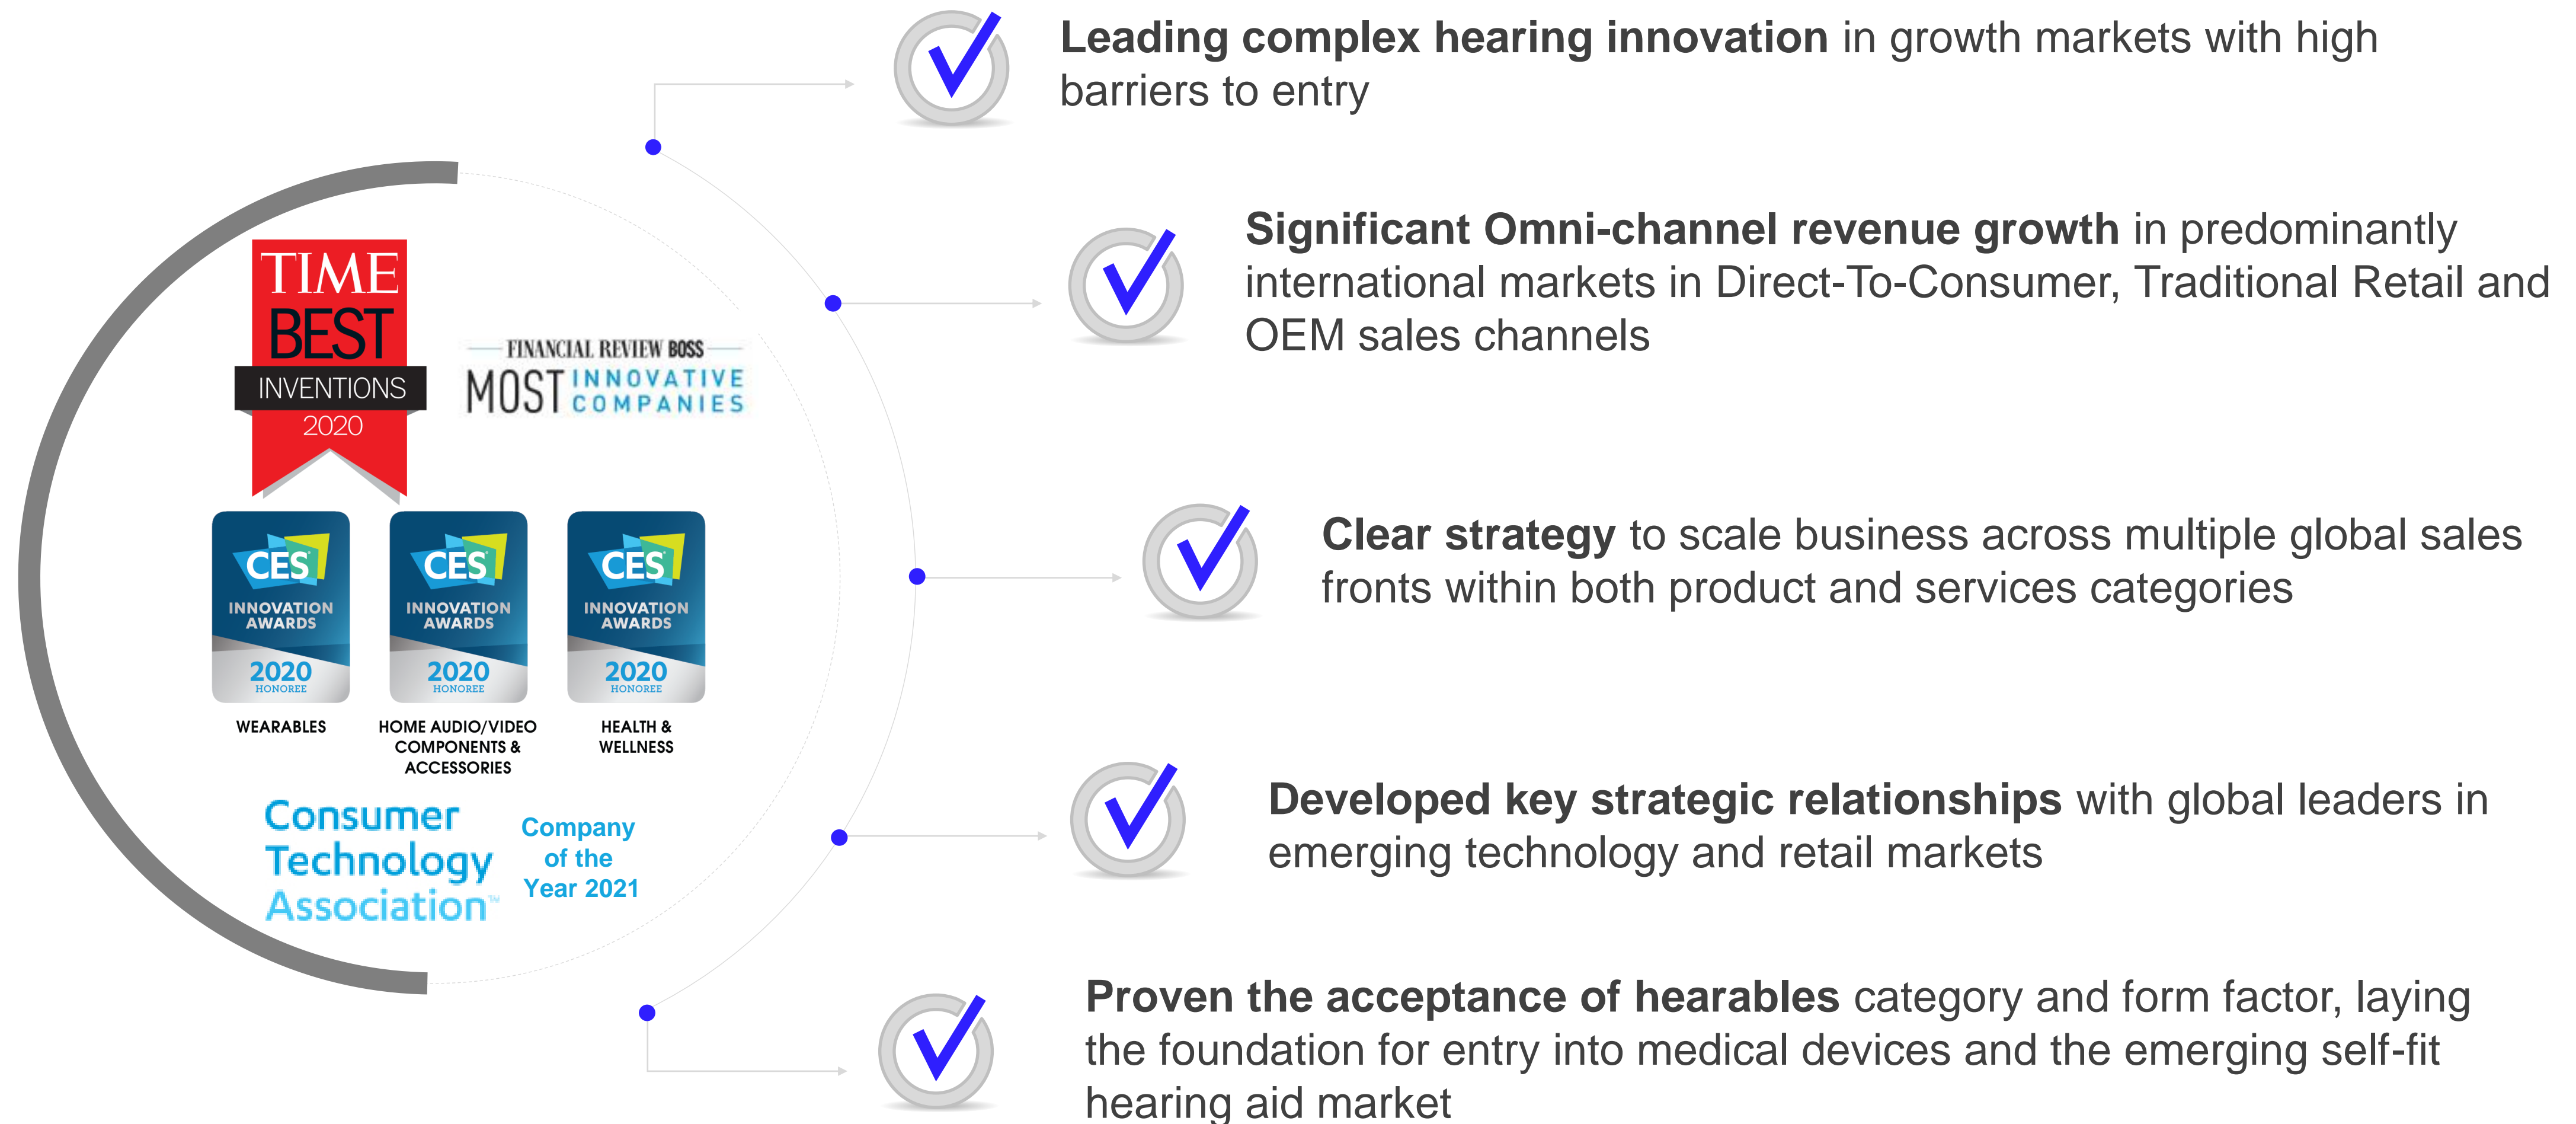 TIME
BEST
INVENTIONS
2020
FINANCIAL REVIEW BOSS
MOST INNOVATIVE
COMPANIES
CES
INNOVATION
AWARDS
2020
HONOREE
WEARABLES
CES
INNOVATION
AWARDS
2020
HONOREE
HOME AUDIO/VIDEO
COMPONENTS &
ACCESSORIES
CES
INNOVATION
AWARDS
2020
HONOREE
HEALTH &
WELLNESS
Consumer
Technology
Association™
Company
of the
Year 2021
Leading complex hearing innovation in growth markets with high
barriers to entry
Significant Omni-channel revenue growth in predominantly
international markets in Direct-To-Consumer, Traditional Retail and
OEM sales channels
Clear strategy to scale business across multiple global sales
fronts within both product and services categories
Developed key strategic relationships with global leaders in
emerging technology and retail markets
Proven the acceptance of hearables category and form factor, laying
the foundation for entry into medical devices and the emerging self-fit
hearing aid market